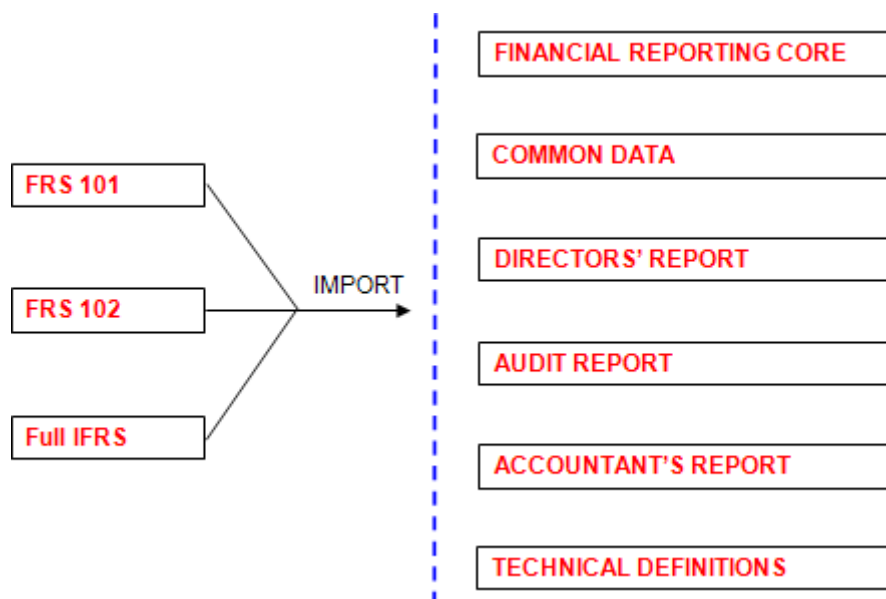 FRS 101
FRS 102
Full IFRS
IMPORT
FINANCIAL REPORTING CORE
COMMON DATA
DIRECTORS’ REPORT
AUDIT REPORT
ACCOUNTANT’S REPORT
TECHNICAL DEFINITIONS